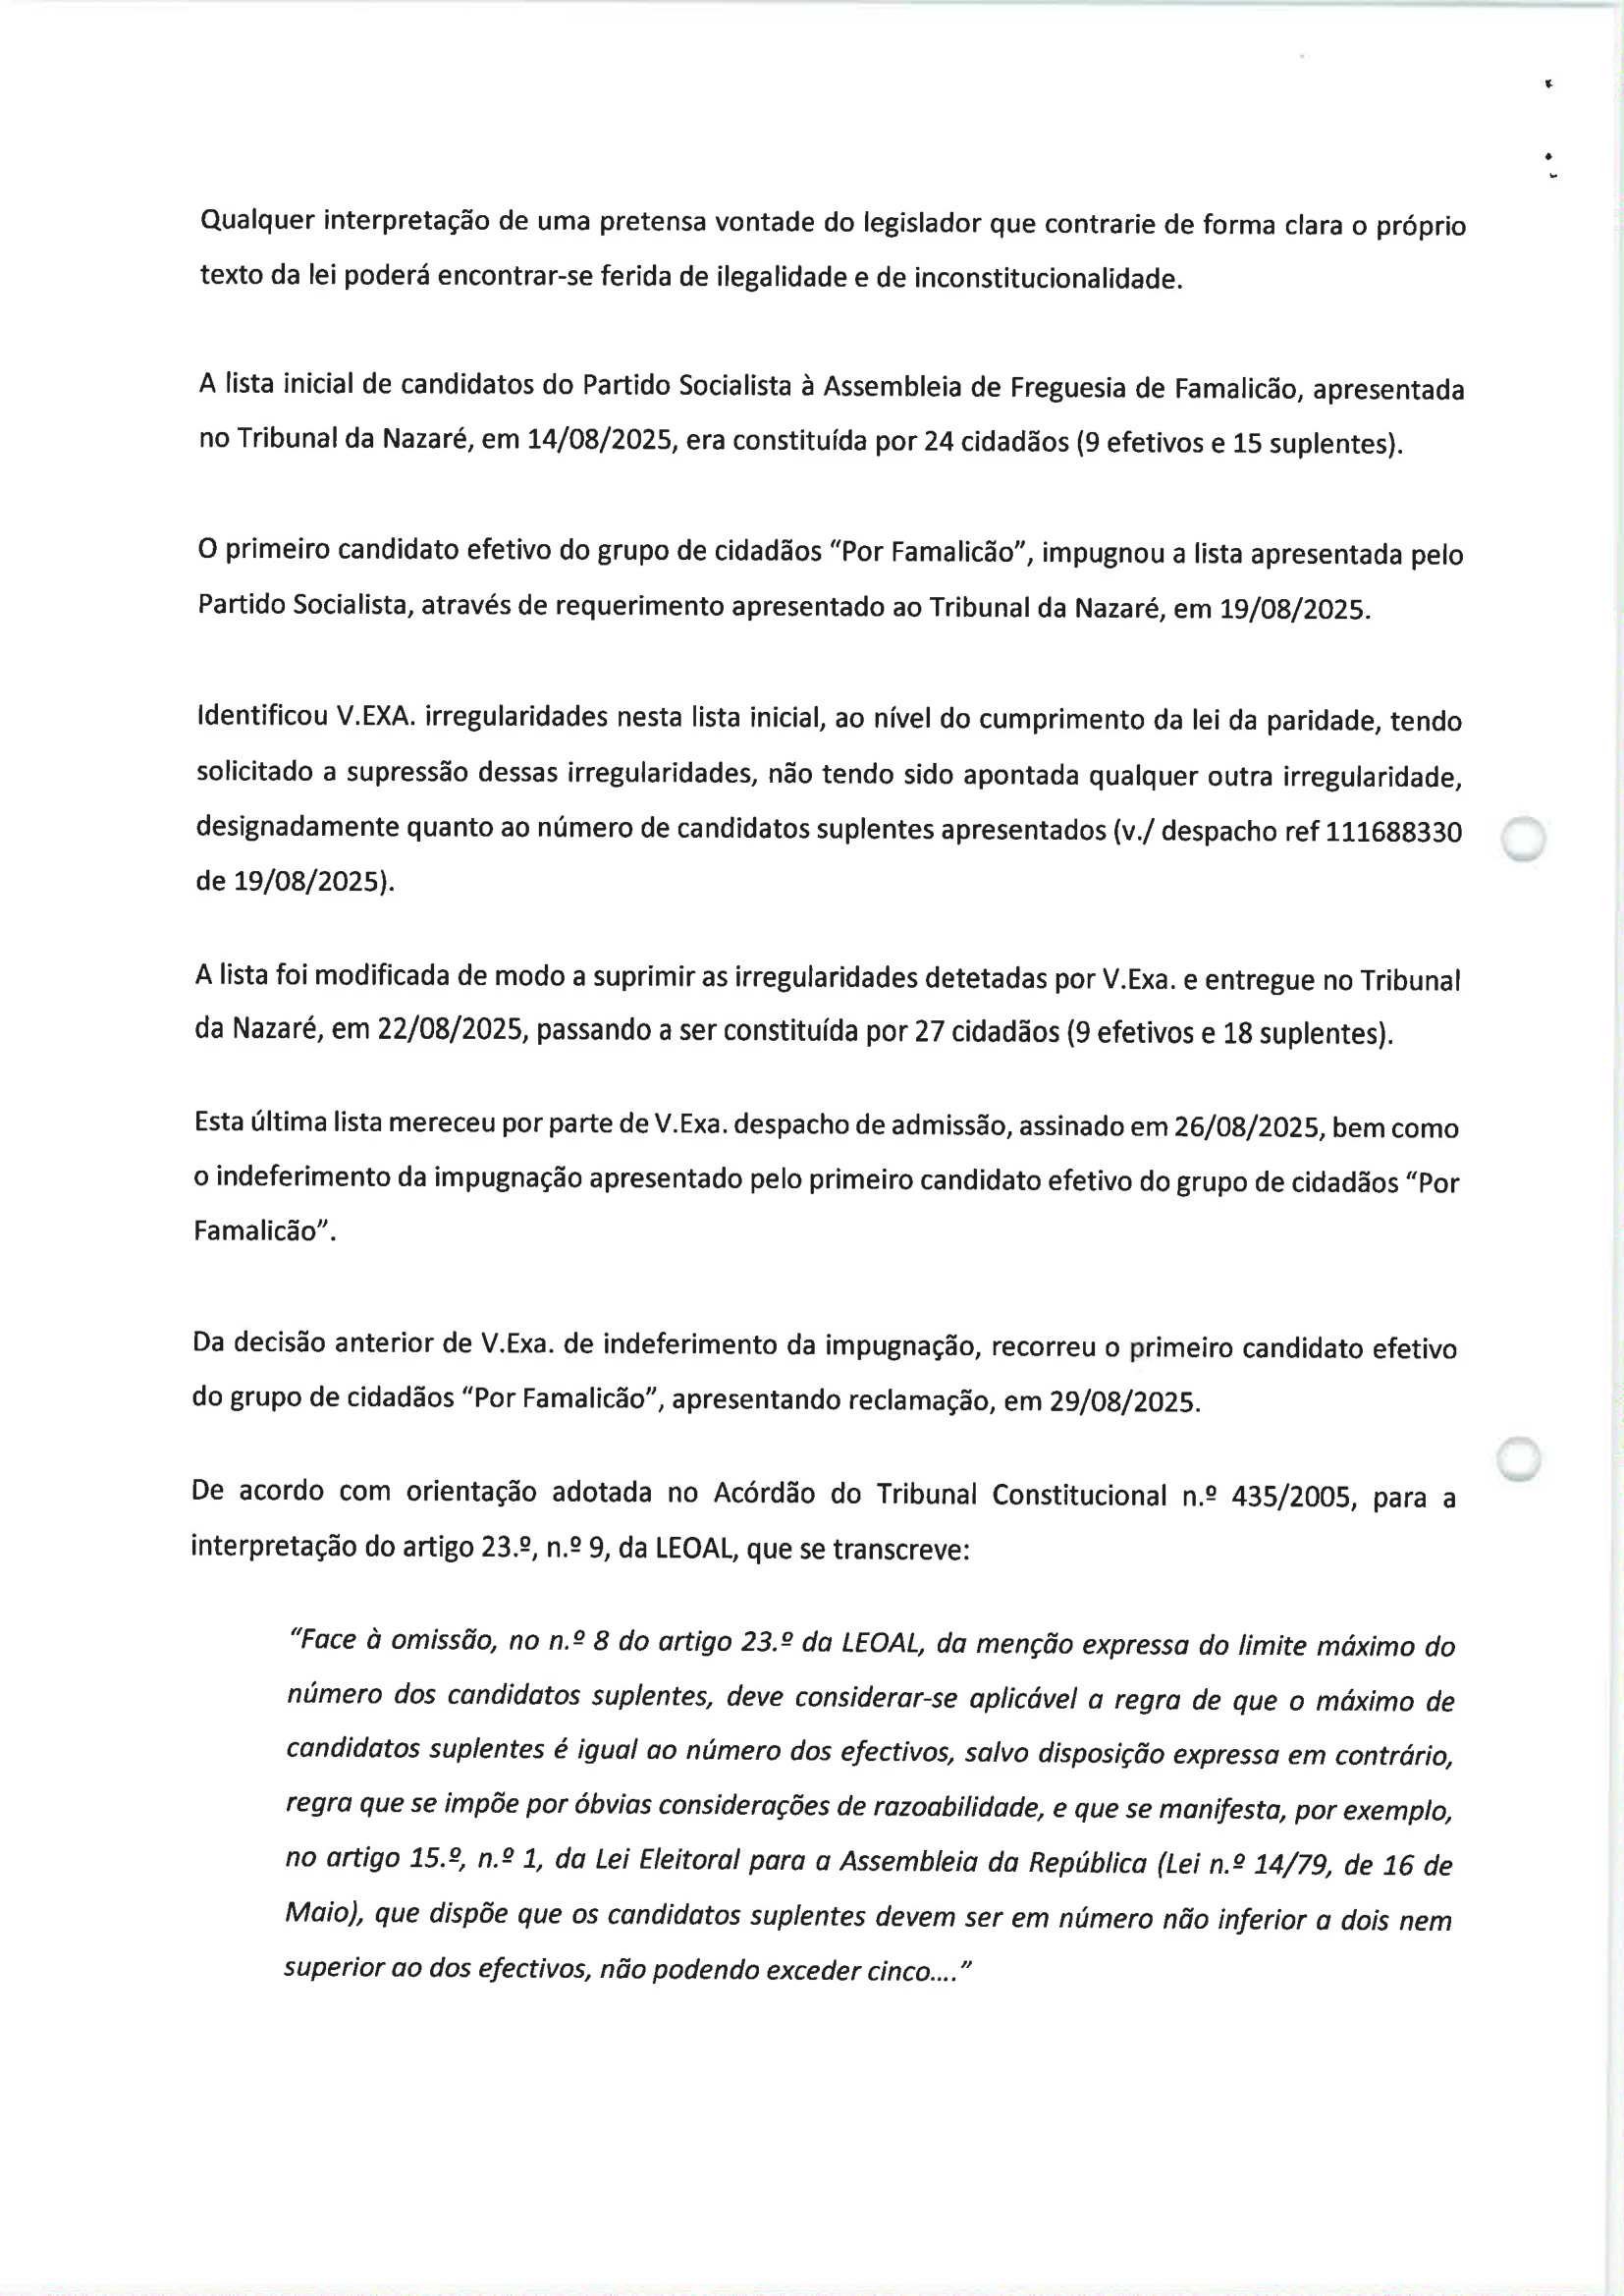 Qualquer interpretação de uma pretensa vontade do legislador que contrarie de forma clara o próprio
texto da lei poderá encontrar-se ferida de ilegalidade e de inconstitucionalidade.
A lista inicial de candidatos do Partido Socialista à Assembleia de Freguesia de Famalicão, apresentada
no Tribunal da Nazaré, em 14/08/2025, era constituída por 24 cidadãos (9 efetivos e 15 suplentes).
O primeiro candidato efetivo do grupo de cidadãos “Por Famalicão”, impugnou a lista apresentada pelo
Partido Socialista, através de requerimento apresentado ao Tribunal da Nazaré, em 19/08/2025.
Identificou V.EXA. irregularidades nesta lista inicial, ao nível do cumprimento da lei da paridade, tendo
solicitado a supressão dessas irregularidades, não tendo sido apontada qualquer outra irregularidade,
designadamente quanto ao número de candidatos suplentes apresentados (v./ despacho ref 111688330
de 19/08/2025).
A lista foi modificada de modo a suprimir as irregularidades detetadas por V.Exa. e entregue no Tribunal
da Nazaré, em 22/08/2025, passando a ser constituída por 27 cidadãos (9 efetivos e 18 suplentes).
Esta última lista mereceu por parte de V.Exa. despacho de admissão, assinado em 26/08/2025, bem como
o indeferimento da impugnação apresentado pelo primeiro candidato efetivo do grupo de cidadãos “Por
Famalicão”.
Da decisão anterior de V.Exa. de indeferimento da impugnação, recorreu o primeiro candidato efetivo
do grupo de cidadãos “Por Famalicão”, apresentando reclamação, em 29/08/2025.
De acordo com orientação adotada no Acórdão do Tribunal Constitucional n.º 435/2005, para a
interpretação do artigo 23.º, n.º 9, da LEOAL, que se transcreve:
“Face à omissão, no n.º 8 do artigo 23.º da LEOAL, da menção expressa do limite máximo do
número dos candidatos suplentes, deve considerar-se aplicável a regra de que o máximo de
candidatos suplentes é igual ao número dos efectivos, salvo disposição expressa em contrário,
regra que se impõe por óbvias considerações de razoabilidade, e que se manifesta, por exemplo,
no artigo 15.º, n.º 1, da Lei Eleitoral para a Assembleia da República (Lei n.º 14/79, de 16 de
Maio), que dispõe que os candidatos suplentes devem ser em número não inferior a dois nem
superior ao dos efectivos, não podendo exceder cinco....”